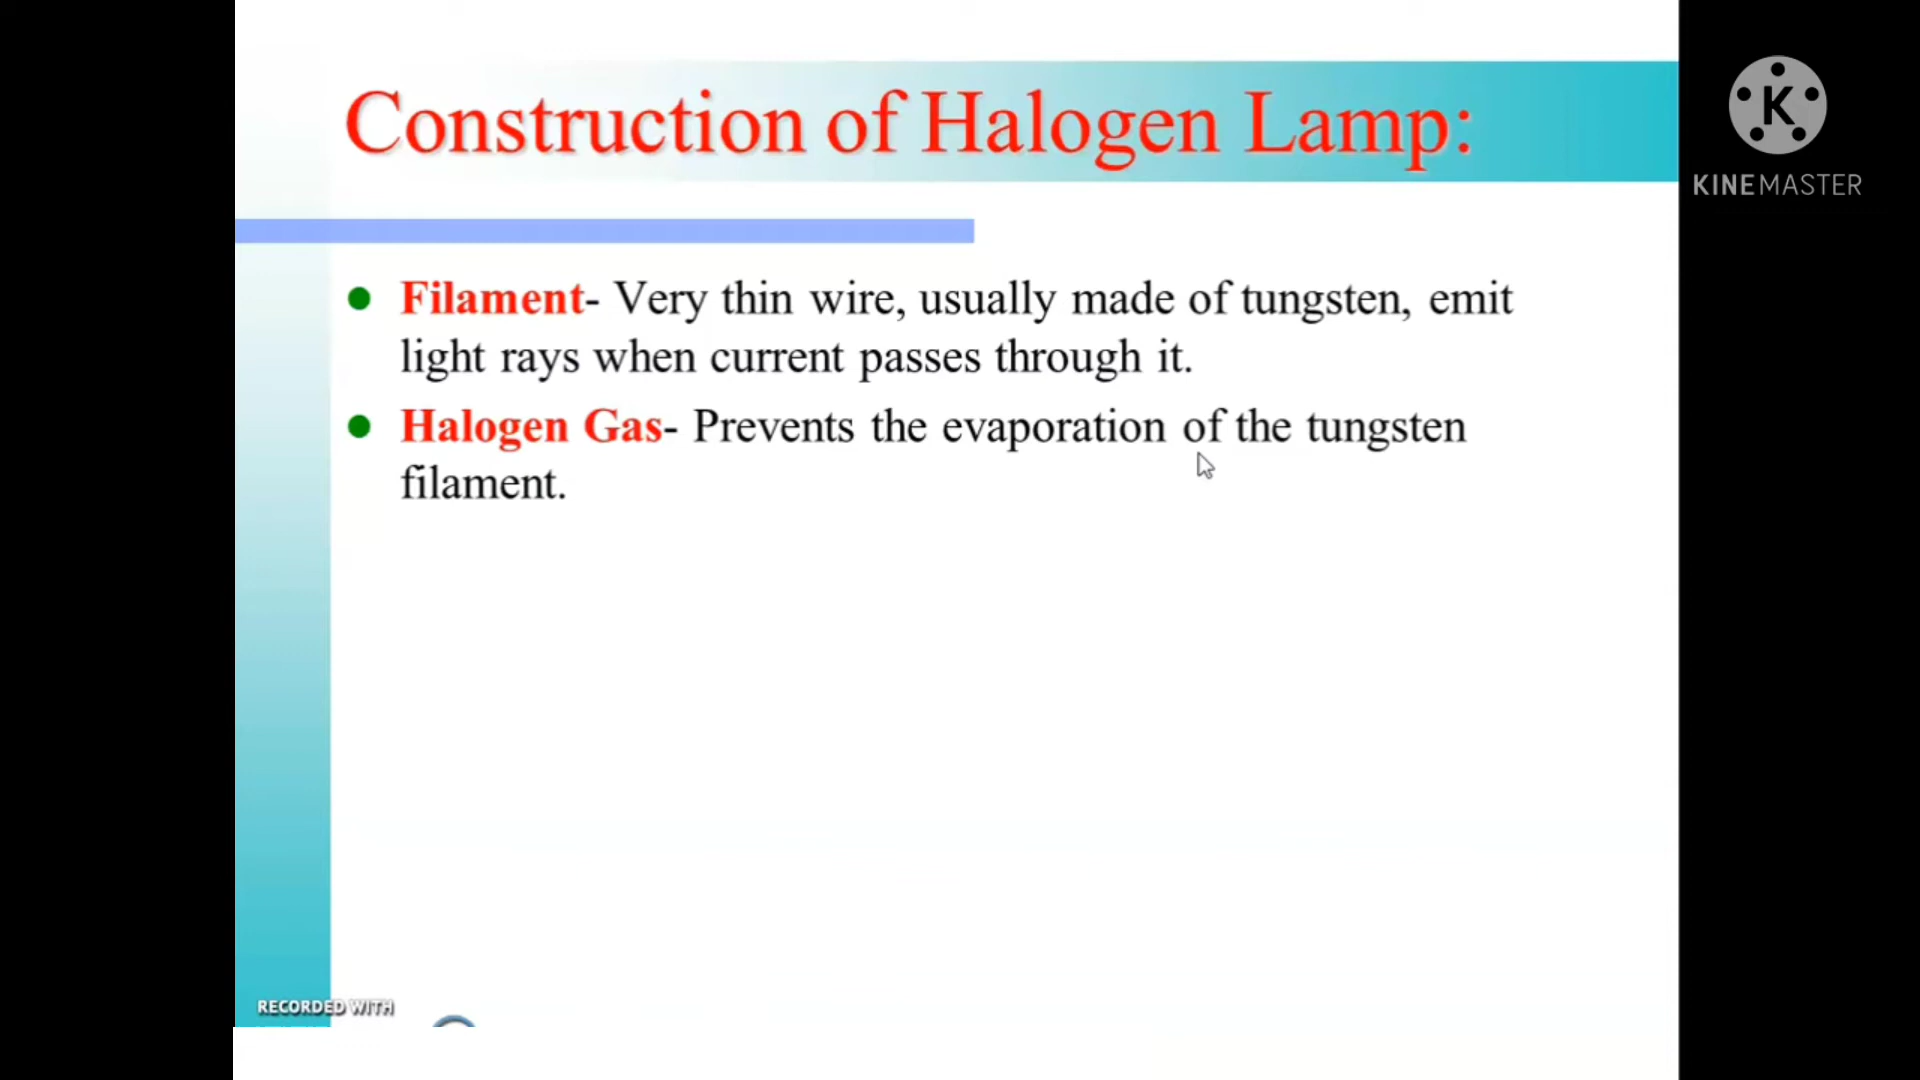 Construction of Halogen Lamp:
K
KINEMASTER
Filament- Very thin wire, usually made of tungsten, emit
light rays when current passes through it.
Halogen Gas- Prevents the evaporation of the tungsten
filament.
RECORDED WITH